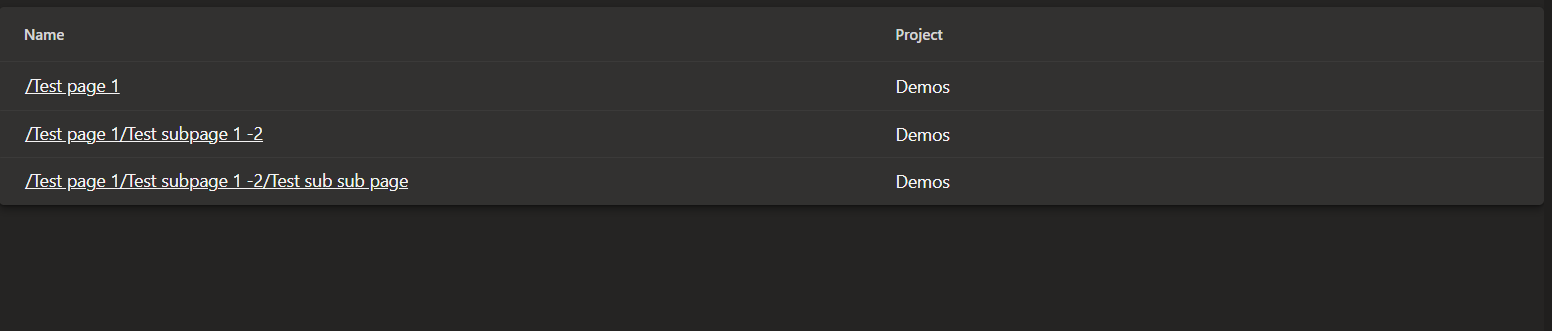 Name Project
/Test page 1 Demos
/Test page 1/Test subpage 1 -2 Demos
/Test page 1/Test subpage 1 -2/Test sub sub page Demos